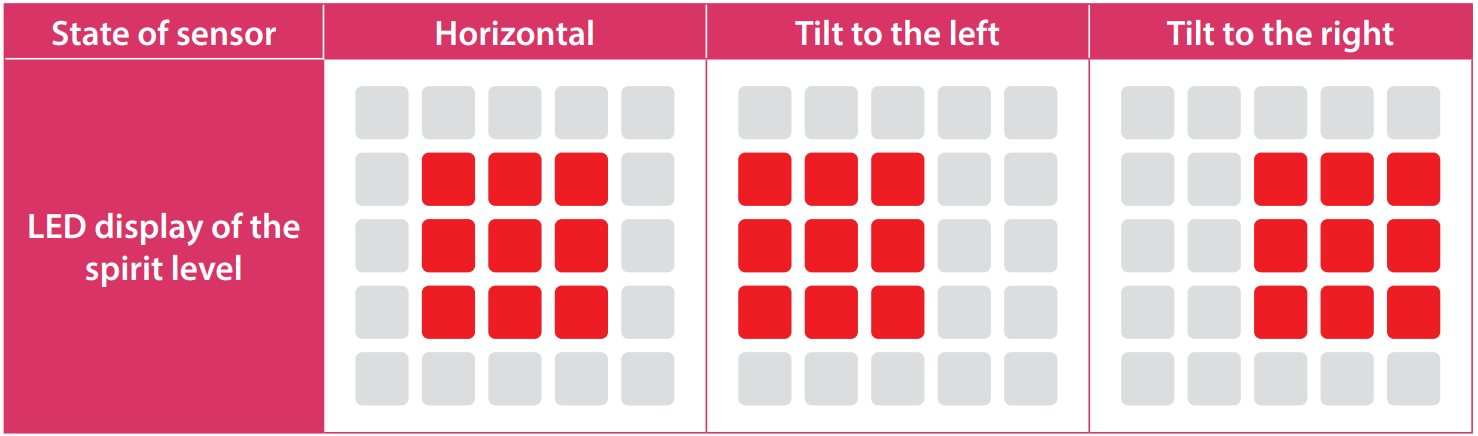 State of sensor
Horizontal
Tilt to the left
Tilt to the right
LED display of the
spirit level